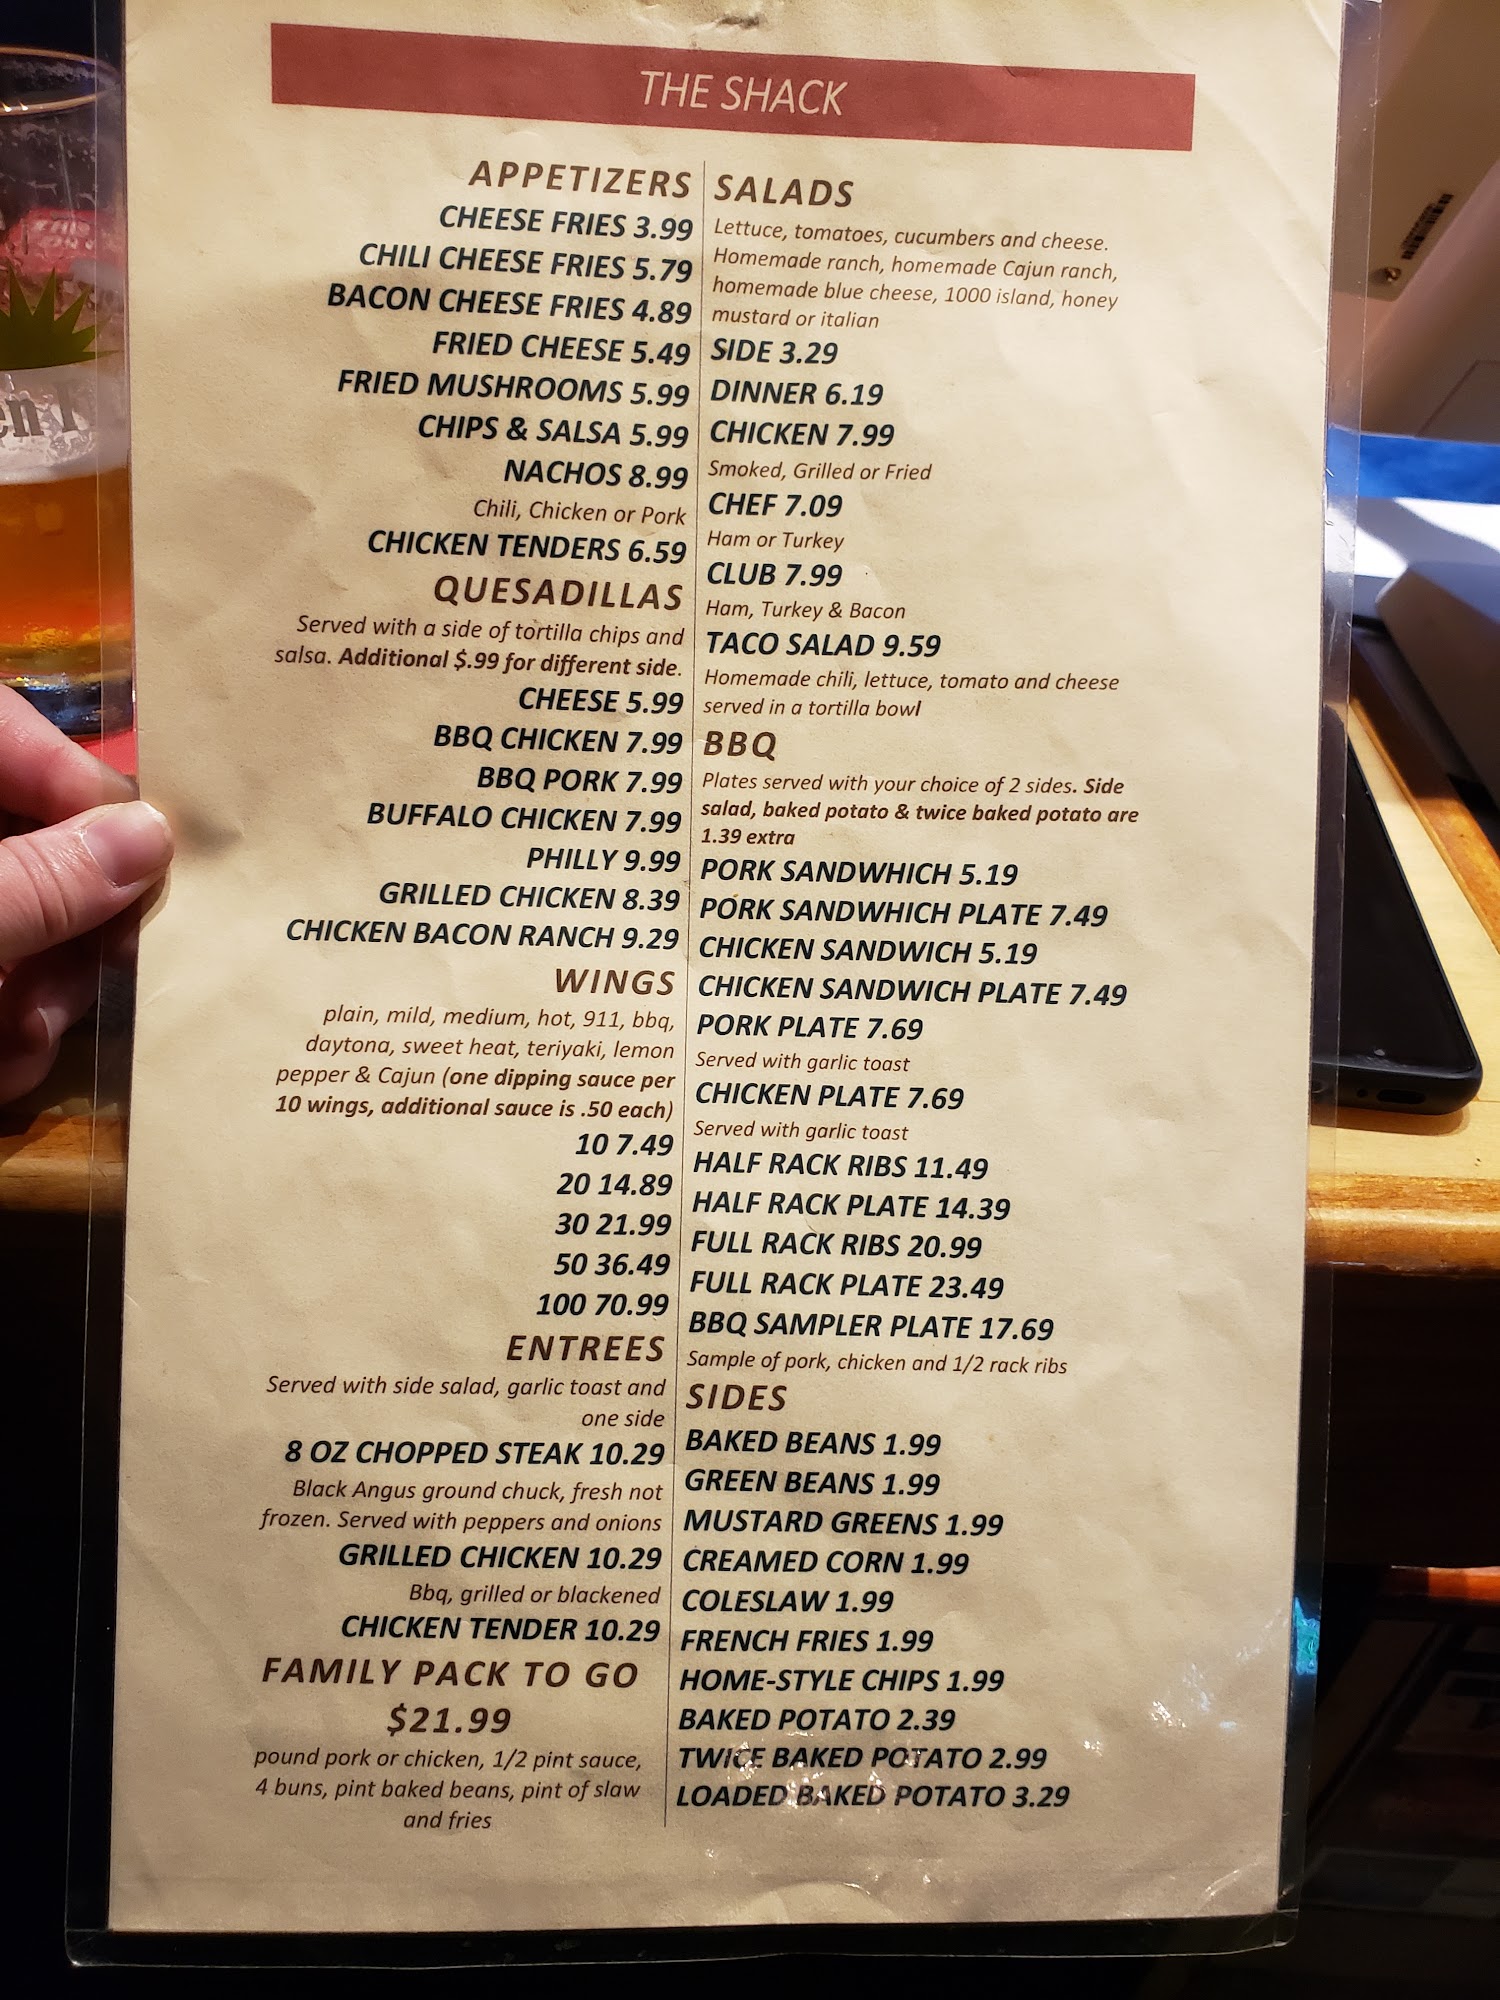 THE SHACK
APPETIZERS
CHEESE FRIES 3.99
CHILI CHEESE FRIES 5.79
BACON CHEESE FRIES 4.89
FRIED CHEESE 5.49
FRIED MUSHROOMS 5.99
CHIPS & SALSA 5.99
NACHOS 8.99
Chili, Chicken or Pork
CHICKEN TENDERS 6.59
QUESADILLAS
Served with a side of tortilla chips and
salsa. Additional $.99 for different side.
CHEESE 5.99
BBQ CHICKEN 7.99
BBQ PORK 7.99
BUFFALO CHICKEN 7.99
PHILLY 9.99
GRILLED CHICKEN 8.39
CHICKEN BACON RANCH 9.29
WINGS
plain, mild, medium, hot, 911, bbq,
daytona, sweet heat, teriyaki, lemon
pepper & Cajun (one dipping sauce per
10 wings, additional sauce is .50 each)
10 7.49
20 14.89
30 21.99
50 36.49
100 70.99
ENTREES
Served with side salad, garlic toast and
one side
8 OZ CHOPPED STEAK 10.29
Black Angus ground chuck, fresh not
frozen. Served with peppers and onions
GRILLED CHICKEN 10.29
Bbq, grilled or blackened
CHICKEN TENDER 10.29
FAMILY PACK TO GO
$21.99
pound pork or chicken, 1/2 pint sauce,
4 buns, pint baked beans, pint of slaw
and fries
SALADS
Lettuce, tomatoes, cucumbers and cheese.
Homemade ranch, homemade Cajun ranch,
homemade blue cheese, 1000 island, honey
mustard or italian
SIDE 3.29
DINNER 6.19
CHICKEN 7.99
Smoked, Grilled or Fried
CHEF 7.09
Ham or Turkey
CLUB 7.99
Ham, Turkey & Bacon
TACO SALAD 9.59
Homemade chili, lettuce, tomato and cheese
served in a tortilla bowl
BBQ
Plates served with your choice of 2 sides. Side
salad, baked potato & twice baked potato are
1.39 extra
PORK SANDWHICH 5.19
PORK SANDWHICH PLATE 7.49
CHICKEN SANDWICH 5.19
CHICKEN SANDWICH PLATE 7.49
PORK PLATE 7.69
Served with garlic toast
CHICKEN PLATE 7.69
Served with garlic toast
HALF RACK RIBS 11.49
HALF RACK PLATE 14.39
FULL RACK RIBS 20.99
FULL RACK PLATE 23.49
BBQ SAMPLER PLATE 17.69
Sample of pork, chicken and 1/2 rack ribs
SIDES
BAKED BEANS 1.99
GREEN BEANS 1.99
MUSTARD GREENS 1.99
CREAMED CORN 1.99
COLESLAW 1.99
FRENCH FRIES 1.99
HOME-STYLE CHIPS 1.99
BAKED POTATO 2.39
TWICE BAKED POTATO 2.99
LOADED BAKED POTATO 3.29